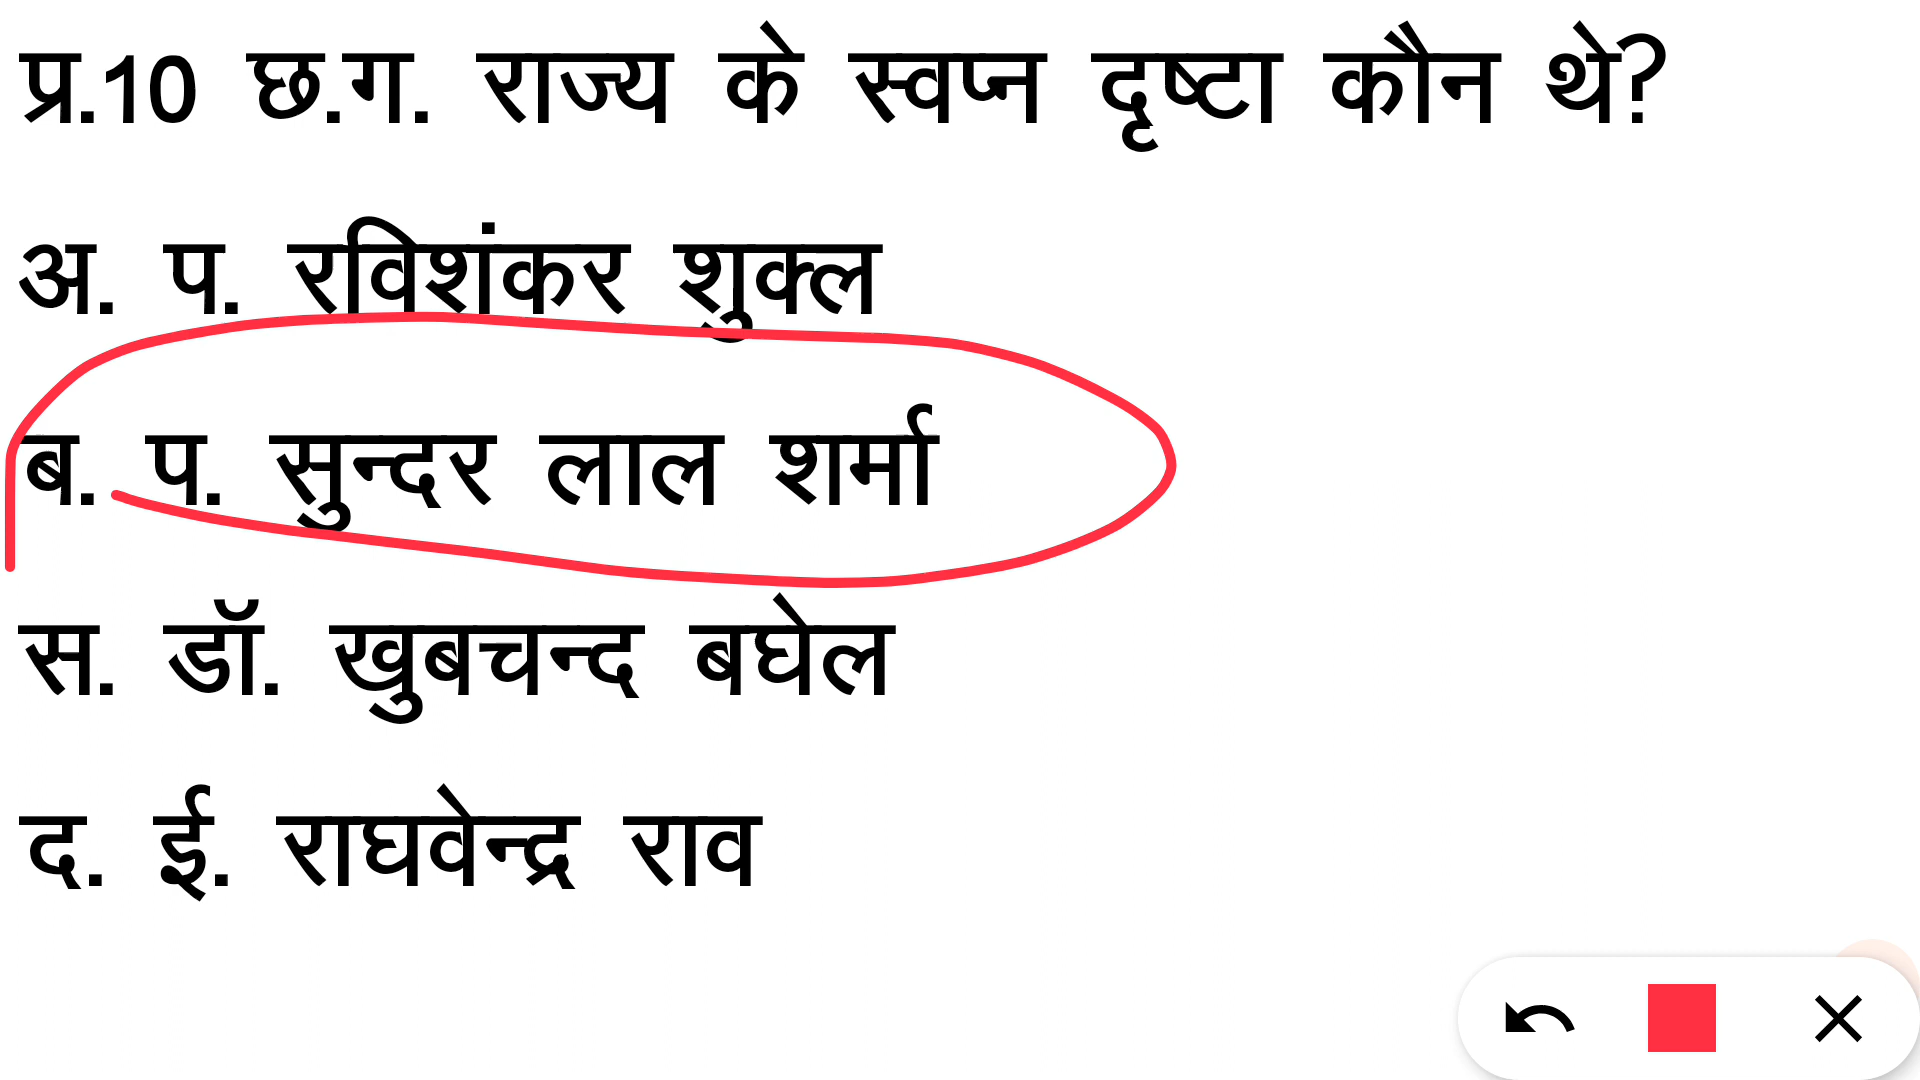 प्र.10 छ.ग. राज्य के स्वप्न दृष्टा कौन थे?
अ. प. रविशंकर शुक्ल
ब. प. सुन्दर लाल शर्मा
स. डॉ. खुबचन्द बघेल
द. ई. राघवेन्द्र राव